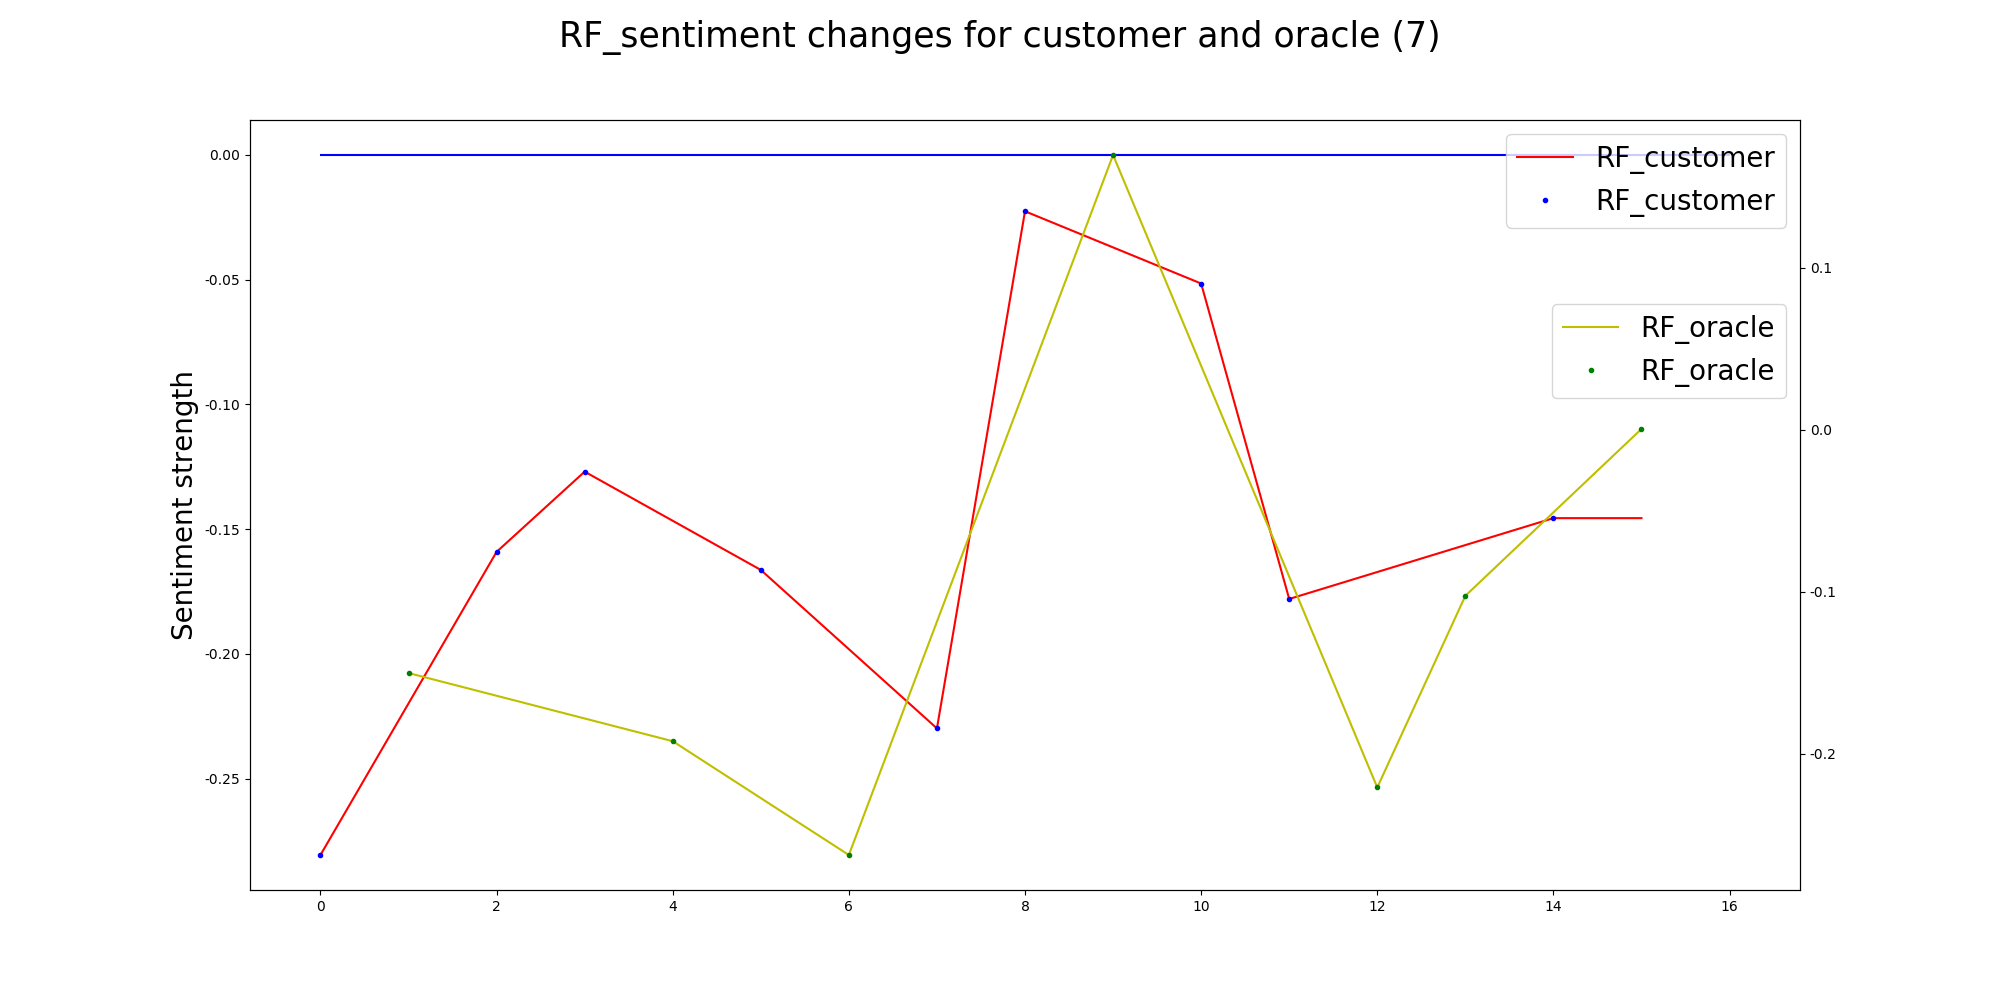 RF_sentiment changes for customer and oracle (7)
Sentiment strength
0.00
-0.05
-0.10
-0.15
-0.20
-0.25
RF_customer
RF_customer
RF_oracle
RF_oracle
0.1
0.0
-0.1
-0.2
0 2 4 6 8 10 12 14 16